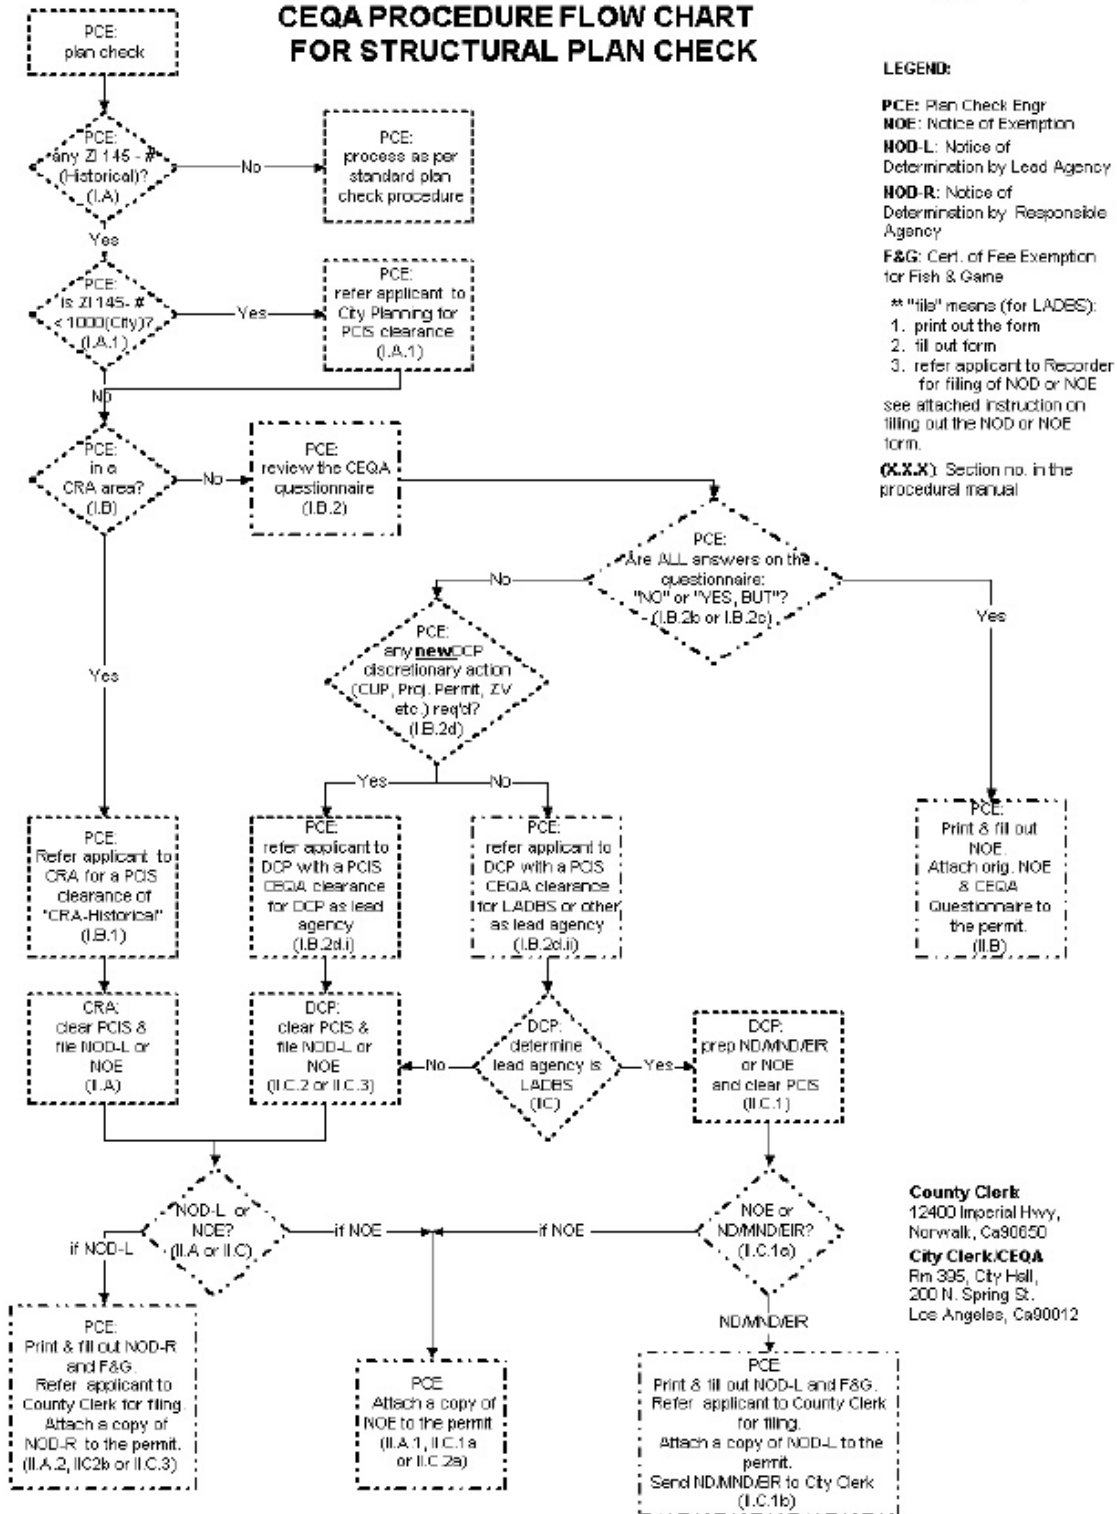 CEQA PROCEDURE FLOW CHART
FOR STRUCTURAL PLAN CHECK
PCE:
plan check
LEGEND:
PCE: Plan Check Engr
NOE: Notice of Exemption
NOD-L: Notice of
Determination by Lead Agency
NOD-R: Notice of
Determination by Responsible
Agency
F&G: Cert. of Fee Exemption
for Fish & Game
** "file" means (for LADBS):
1. print out the form
2. fill out form
3. refer applicant to Recorder
for filing of NOD or NOE
see attached instruction on
filling out the NOD or NOE
form.
(X.X.X) Section no. in the
procedural manual
PCE:
any ZI 145 - #
(Historical)?
(I.A)
No
PCE:
process as per
standard plan
check procedure
Yes
PCE:
is ZI 145- #
< 1000(City)?
(I.A.1)
Yes
PCE:
refer applicant to
City Planning for
PCIS clearance
(I.A.1)
No
PCE:
in a
CRA area?
(I.B)
No
PCE:
review the CEQA
questionnaire
(I.B.2)
PCE:
Are ALL answers on the
questionnaire:
"NO" or "YES, BUT"?
(I.B.2b or I.B.2c)
No
Yes
PCE:
any new DCP
discretionary action
(CUP, Proj. Permit, ZV
etc.) req'd?
(I.B.2d)
Yes
Yes
No
PCE:
Refer applicant to
CRA for a PCIS
clearance of
"CRA-Historical"
(I.B.1)
PCE:
refer applicant to
DCP with a PCIS
CEQA clearance
for DCP as lead
agency
(I.B.2d.i)
PCE:
refer applicant to
DCP with a PCIS
CEQA clearance
for LADBS or other
as lead agency
(I.B.2d.ii)
PCE:
Print & fill out
NOE.
Attach orig. NOE
& CEQA
Questionnaire to
the permit.
(II.B)
CRA:
clear PCIS &
file NOD-L or
NOE
(II.A)
DCP:
clear PCIS &
file NOD-L or
NOE
(II.C.2 or II.C.3)
No
DCP:
determine
lead agency is
LADBS
(IIC)
Yes
DCP:
prep ND/MND/EIR
or NOE
and clear PCIS
(II.C.1)
NOD-L or
NOE?
(II.A or II.C)
if NOD-L
if NOE
if NOE
NOE or
ND/MND/EIR?
(II.C.1a)
ND/MND/EIR
County Clerk
12400 Imperial Hwy,
Norwalk, Ca90650
City Clerk/CEQA
Rm 395, City Hall,
200 N. Spring St.
Los Angeles, Ca90012
PCE:
Print & fill out NOD-R
and F&G.
Refer applicant to
County Clerk for filing.
Attach a copy of
NOD-R to the permit.
(II.A.2, IIC2b or II.C.3)
PCE
Attach a copy of
NOE to the permit
(II.A.1, II.C.1a
or II.C.2a)
PCE
Print & fill out NOD-L and F&G.
Refer applicant to County Clerk
for filing.
Attach a copy of NOD-L to the
permit.
Send ND/MND/EIR to City Clerk
(II.C.1b)